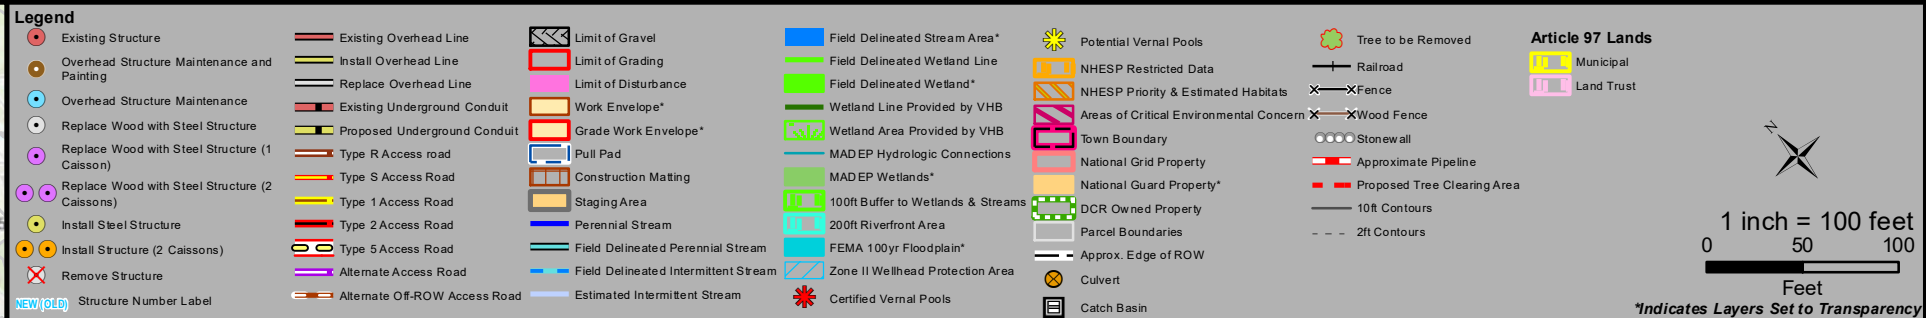 Legend
Existing Structure
Overhead Structure Maintenance and
Painting
Overhead Structure Maintenance
Replace Wood with Steel Structure
Replace Wood with Steel Structure (1
Caisson)
Replace Wood with Steel Structure (2
Caissons)
Install Steel Structure
Install Structure (2 Caissons)
Remove Structure
NEW (OLD) Structure Number Label
Existing Overhead Line
Install Overhead Line
Replace Overhead Line
Existing Underground Conduit
Proposed Underground Conduit
Type R Access road
Type S Access Road
Type 1 Access Road
Type 2 Access Road
Type 5 Access Road
Alternate Access Road
Alternate Off-ROW Access Road
Limit of Gravel
Limit of Grading
Limit of Disturbance
Work Envelope*
Grade Work Envelope*
Pull Pad
Construction Matting
Staging Area
Perennial Stream
Field Delineated Perennial Stream
Field Delineated Intermittent Stream
Estimated Intermittent Stream
Field Delineated Stream Area*
Field Delineated Wetland Line
Field Delineated Wetland*
Wetland Line Provided by VHB
Wetland Area Provided by VHB
MADEP Hydrologic Connections
MADEP Wetlands*
100ft Buffer to Wetlands & Streams
200ft Riverfront Area
FEMA 100yr Floodplain*
Zone II Wellhead Protection Area
Certified Vernal Pools
Potential Vernal Pools
NHESP Restricted Data
NHESP Priority & Estimated Habitats
Areas of Critical Environmental Concern
Town Boundary
National Grid Property
National Guard Property*
DCR Owned Property
Parcel Boundaries
Approx. Edge of ROW
Culvert
Catch Basin
Tree to be Removed
Railroad
Fence
Wood Fence
Stonewall
Approximate Pipeline
Proposed Tree Clearing Area
10ft Contours
2ft Contours
Article 97 Lands
Municipal
Land Trust
N
1 inch = 100 feet
0 50 100
Feet
*Indicates Layers Set to Transparency